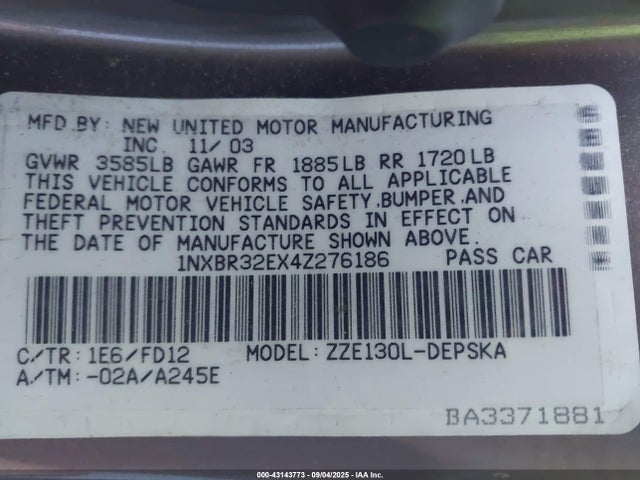 MFD BY: NEW UNITED MOTOR MANUFACTURING
INC. 11/03
GVWR 3585LB GAWR FR 1885LB RR 1720LB
THIS VEHICLE CONFORMS TO ALL APPLICABLE
FEDERAL MOTOR VEHICLE SAFETY,BUMPER,AND
THEFT PREVENTION STANDARDS IN EFFECT ON
THE DATE OF MANUFACTURE SHOWN ABOVE.
1NXBR32EX4Z276186 PASS CAR
C/TR: 1E6/FD12 MODEL: ZZE130L-DEPSKA
A/TM: -02A/A245E
BA3371881
000-43143773 - 09/04/2025 - IAA Inc.